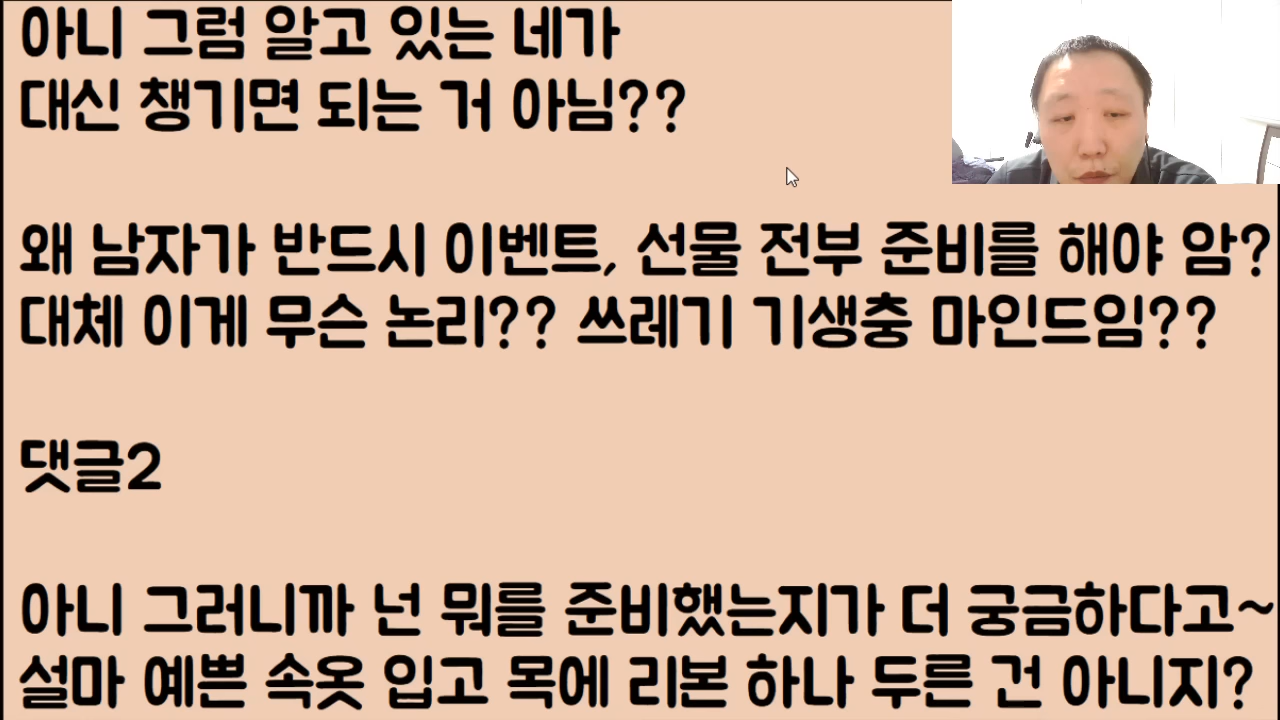 아니 그럼 알고 있는 네가
대신 챙기면 되는 거 아님??
왜 남자가 반드시 이벤트, 선물 전부 준비를 해야 암?
대체 이게 무슨 논리?? 쓰레기 기생충 마인드임??
댓글2
아니 그러니까 넌 뭐를 준비했는지가 더 궁금하다고~
설마 예쁜 속옷 입고 목에 리본 하나 두른 건 아니지?